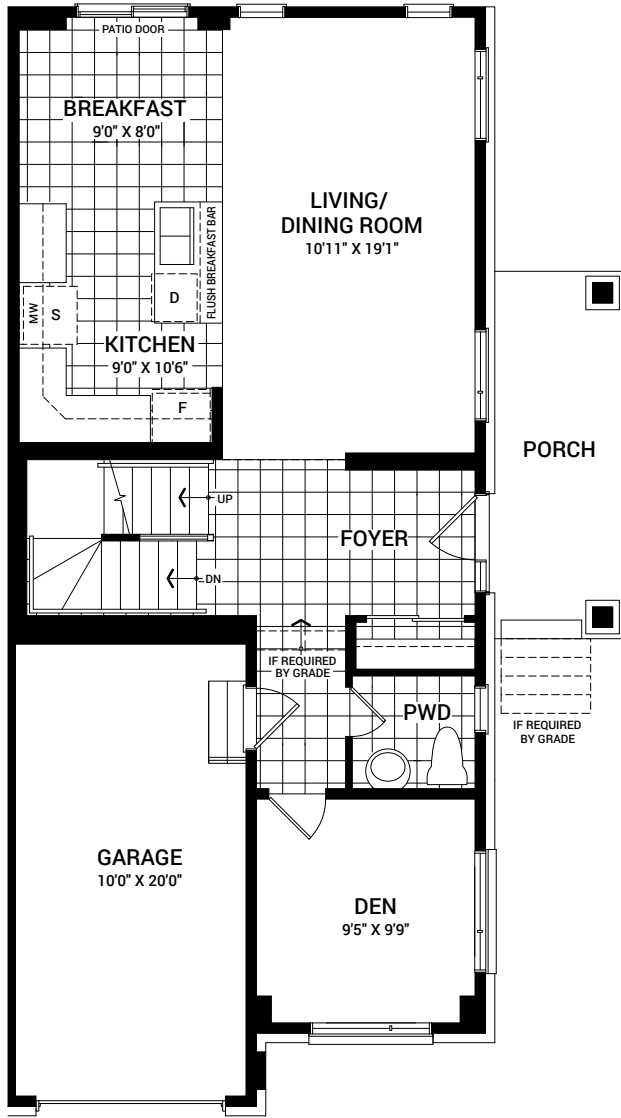 PATIO DOOR
BREAKFAST
9'0" X 8'0"
LIVING/
DINING ROOM
10'11" X 19'1"
FLUSH BREAKFAST BAR
D
MW
S
KITCHEN
9'0" X 10'6"
F
PORCH
UP
FOYER
DN
IF REQUIRED
BY GRADE
PWD
IF REQUIRED
BY GRADE
GARAGE
10'0" X 20'0"
DEN
9'5" X 9'9"